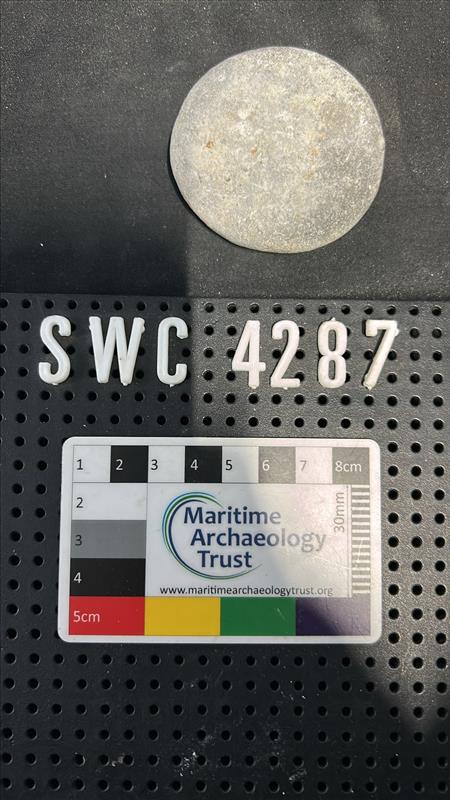 SWC 4287
1 2 3 4 5 6 7 8cm
2
3
4
5cm
30mm
Maritime
Archaeology
Trust
www.maritimearchaeologytrust.org